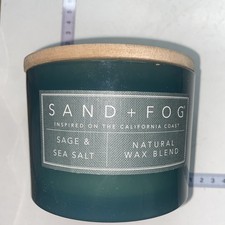 SAND + FOG®
INSPIRED ON THE CALIFORNIA COAST
SAGE &
SEA SALT
NATURAL
WAX BLEND